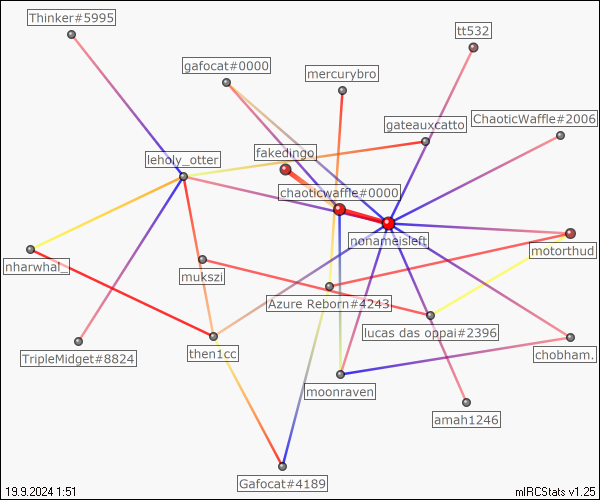 Thinker#5995
tt532
gafocat#0000
mercurybro
gateauxcatto
ChaoticWaffle#2006
fakedingo
leholy_otter
chaoticwaffle#0000
nonameisleft
motorthud
nharwhal_
mukszi
Azure Reborn#4243
lucas das oppai#2396
TripleMidget#8824
then1cc
chobham.
moonraven
amah1246
Gafocat#4189
19.9.2024 1:51
mIRCStats v1.25